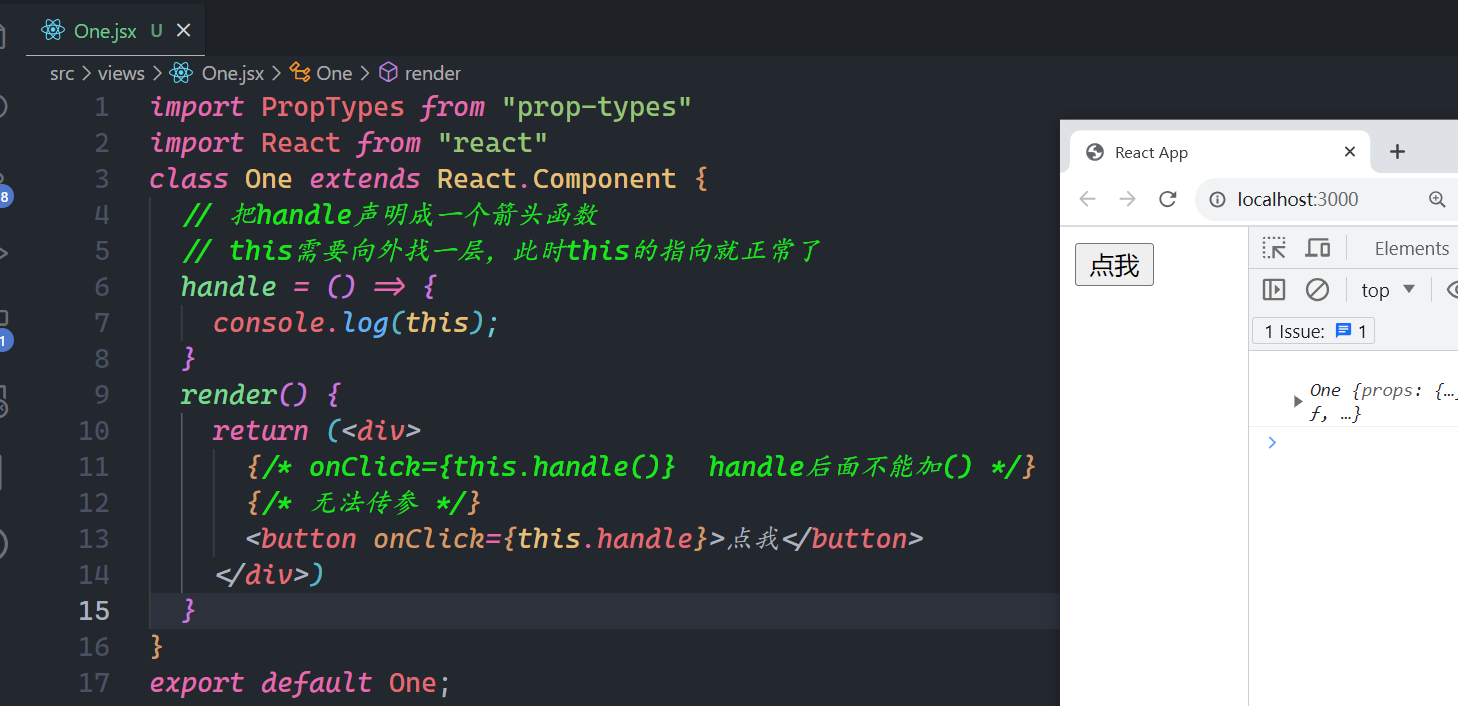 One.jsx U
src > views > One.jsx > One > render
1 import PropTypes from "prop-types"
2 import React from "react"
3 class One extends React.Component {
4 // 把handle声明成一个箭头函数
5 // this需要向外找一层，此时this的指向就正常了
6 handle = () => {
7 console.log(this);
8 }
9 render() {
10 return (<div>
11 {/* onClick={this.handle()}  handle后面不能加() */}
12 {/* 无法传参 */}
13 <button onClick={this.handle}>点我</button>
14 </div>)
15 }
16 }
17 export default One;
8
1
React App
localhost:3000
点我
Elements
top
1 Issue: 1
One {props: {…}
f, …}